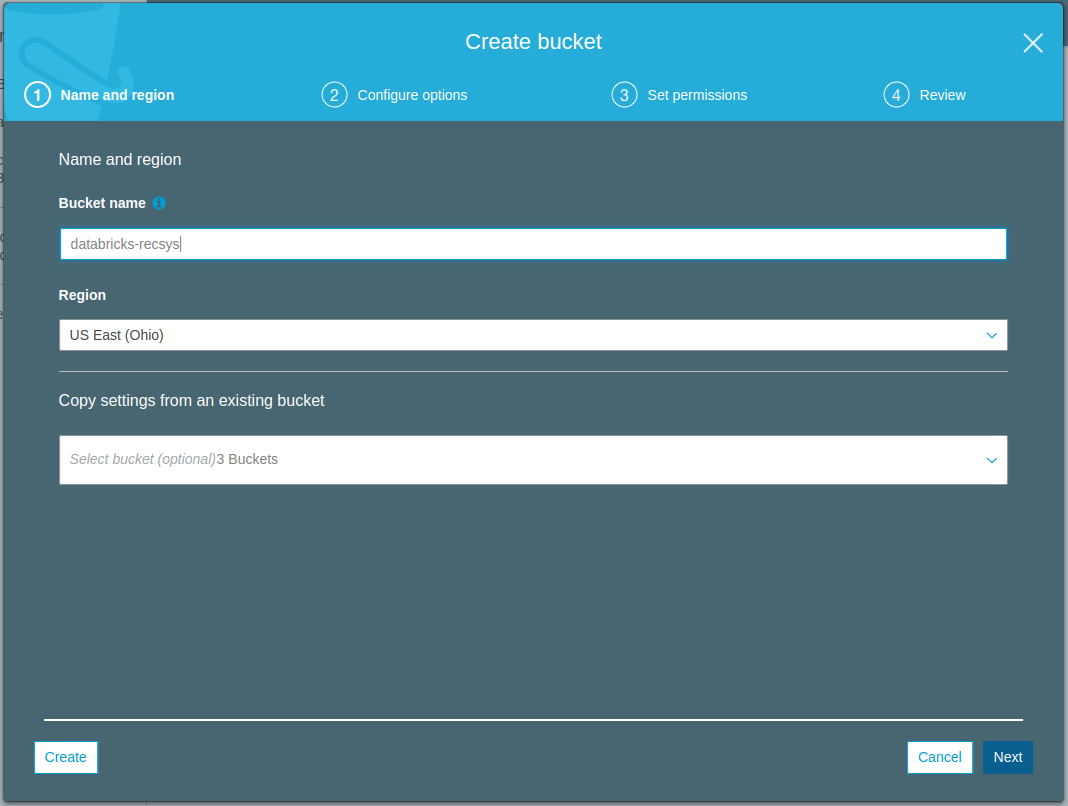 Create bucket
1 Name and region 2 Configure options 3 Set permissions 4 Review
Name and region
Bucket name
databricks-recsys
Region
US East (Ohio)
Copy settings from an existing bucket
Select bucket (optional)3 Buckets
Create Cancel Next